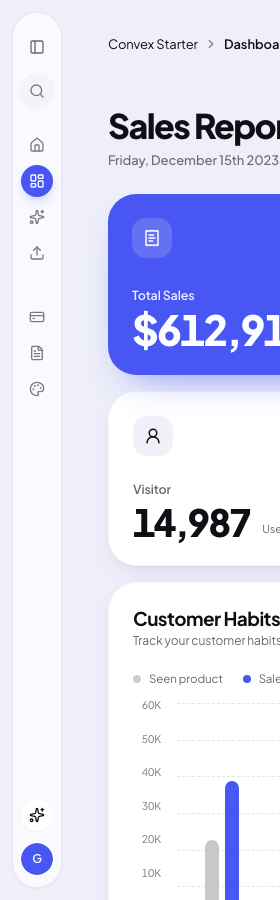 Convex Starter > Dashboa
Sales Repor
Friday, December 15th 2023
Total Sales
$612,91
Visitor
14,987 Use
Customer Habits
Track your customer habits
Seen product Sale
60K
50K
40K
30K
20K
10K
G